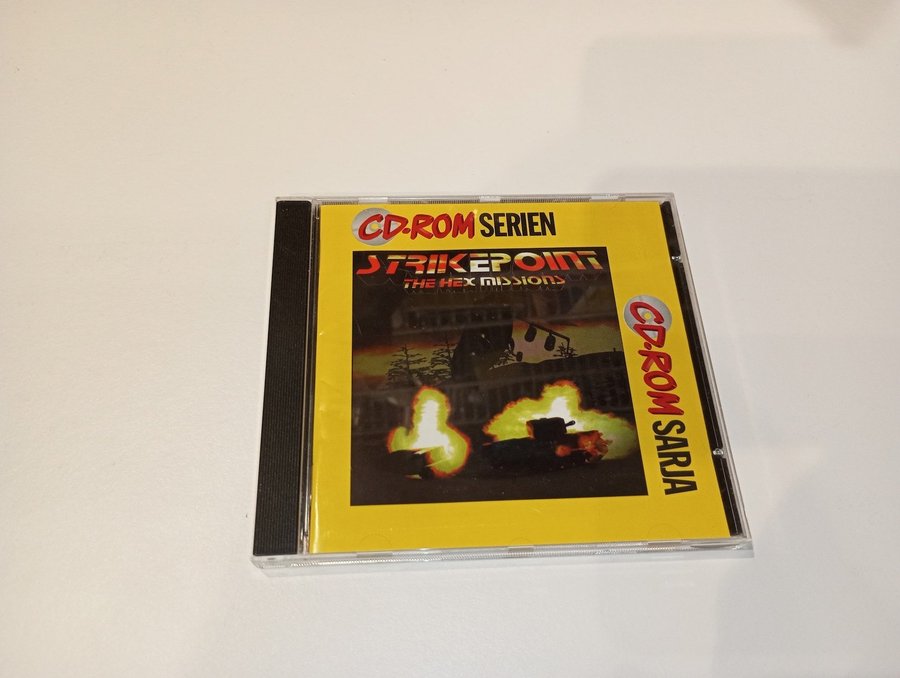 CD-ROM SERIEN
STRIKEPOINT
THE HEX MISSIONS
CD-ROM SARJA